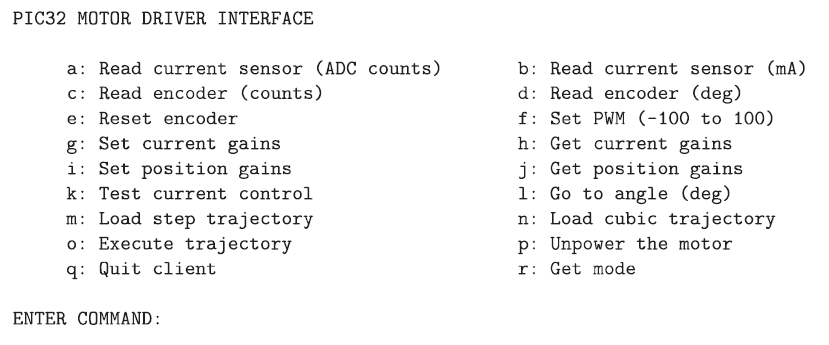 PIC32 MOTOR DRIVER INTERFACE
a: Read current sensor (ADC counts) b: Read current sensor (mA)
c: Read encoder (counts) d: Read encoder (deg)
e: Reset encoder f: Set PWM (-100 to 100)
g: Set current gains h: Get current gains
i: Set position gains j: Get position gains
k: Test current control l: Go to angle (deg)
m: Load step trajectory n: Load cubic trajectory
o: Execute trajectory p: Unpower the motor
q: Quit client r: Get mode
ENTER COMMAND: